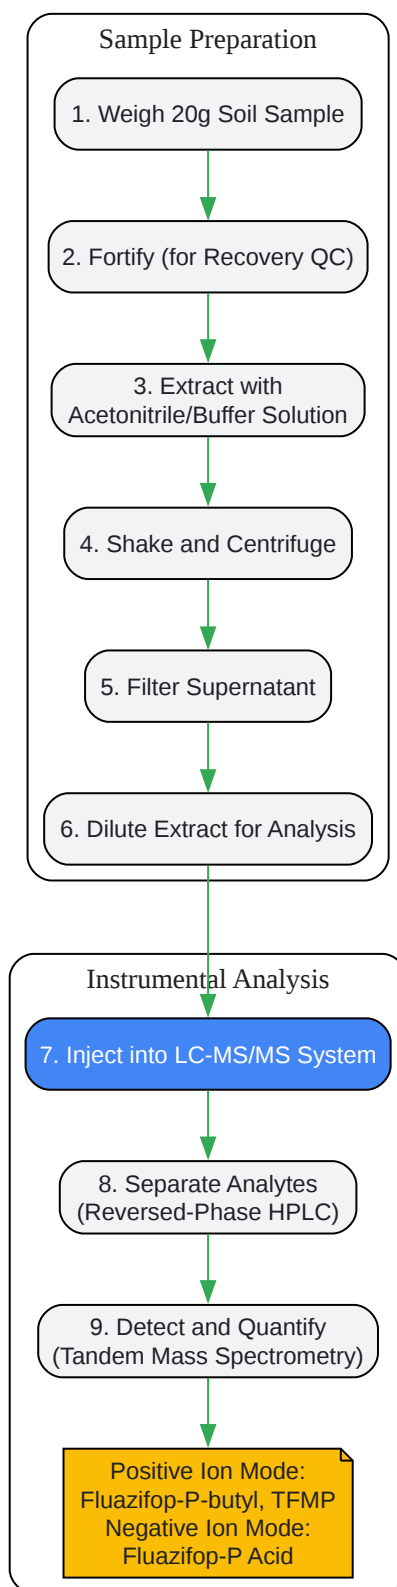 Sample Preparation
1. Weigh 20g Soil Sample
2. Fortify (for Recovery QC)
3. Extract with
Acetonitrile/Buffer Solution
4. Shake and Centrifuge
5. Filter Supernatant
6. Dilute Extract for Analysis
Instrumental Analysis
7. Inject into LC-MS/MS System
8. Separate Analytes
(Reversed-Phase HPLC)
9. Detect and Quantify
(Tandem Mass Spectrometry)
Positive Ion Mode:
Fluazifop-P-butyl, TFMP
Negative Ion Mode:
Fluazifop-P Acid